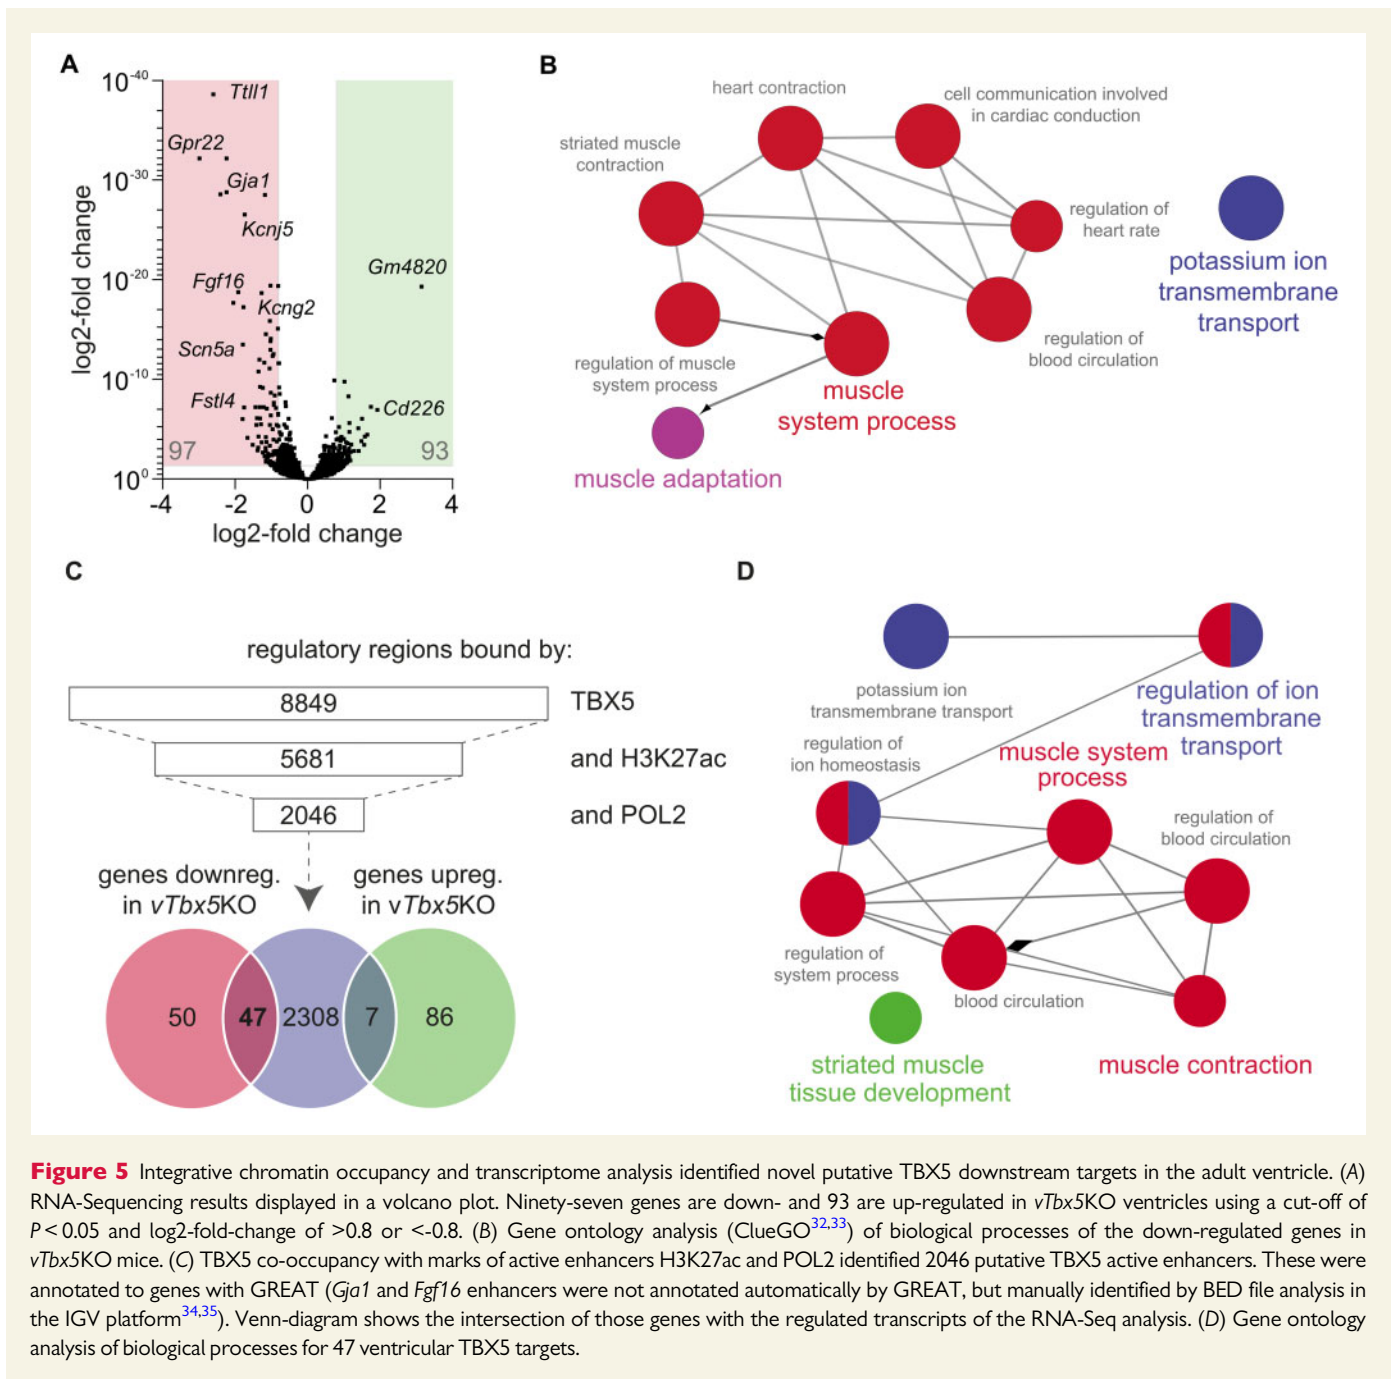 A
10-40
10-30
10-20
10-10
100
log2-fold change
Ttll1
Gpr22
Gja1
Kcnj5
Fgf16
Kcng2
Scn5a
Fstl4
Gm4820
Cd226
97
93
-4
-2
0
2
4
log2-fold change
B
heart contraction
cell communication involved
in cardiac conduction
striated muscle
contraction
regulation of
heart rate
potassium ion
transmembrane
transport
regulation of
blood circulation
regulation of muscle
system process
muscle
system process
muscle adaptation
C
regulatory regions bound by:
8849
TBX5
5681
and H3K27ac
2046
and POL2
genes downreg.
in vTbx5KO
genes upreg.
in vTbx5KO
50
47
2308
7
86
D
potassium ion
transmembrane transport
regulation of ion
transmembrane
transport
regulation of
ion homeostasis
muscle system
process
regulation of
blood circulation
regulation of
system process
blood circulation
striated muscle
tissue development
muscle contraction
Figure 5 Integrative chromatin occupancy and transcriptome analysis identified novel putative TBX5 downstream targets in the adult ventricle. (A)
RNA-Sequencing results displayed in a volcano plot. Ninety-seven genes are down- and 93 are up-regulated in vTbx5KO ventricles using a cut-off of
P < 0.05 and log2-fold-change of >0.8 or <-0.8. (B) Gene ontology analysis (ClueGO32,33) of biological processes of the down-regulated genes in
vTbx5KO mice. (C) TBX5 co-occupancy with marks of active enhancers H3K27ac and POL2 identified 2046 putative TBX5 active enhancers. These were
annotated to genes with GREAT (Gja1 and Fgf16 enhancers were not annotated automatically by GREAT, but manually identified by BED file analysis in
the IGV platform34,35). Venn-diagram shows the intersection of those genes with the regulated transcripts of the RNA-Seq analysis. (D) Gene ontology
analysis of biological processes for 47 ventricular TBX5 targets.